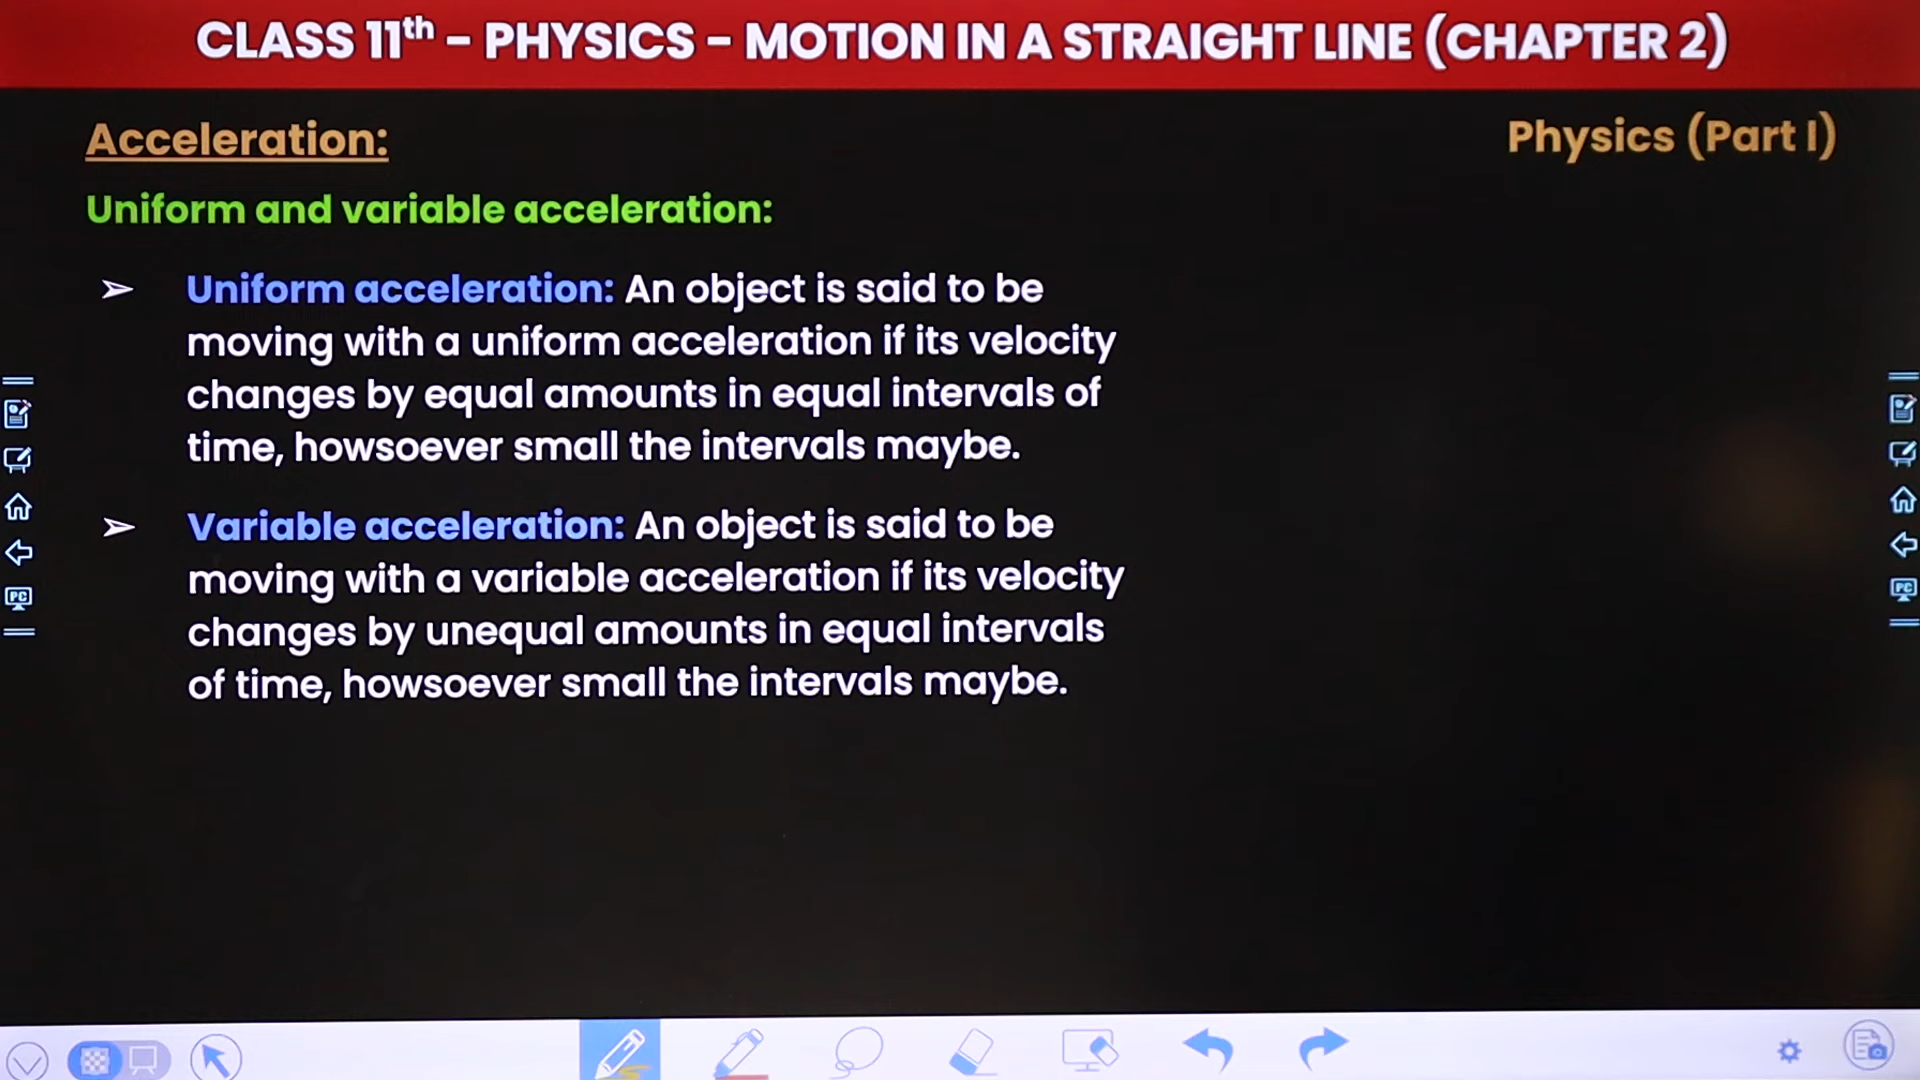 CLASS 11th - PHYSICS - MOTION IN A STRAIGHT LINE (CHAPTER 2)
Acceleration:
Physics (Part I)
Uniform and variable acceleration:
➢ Uniform acceleration: An object is said to be
moving with a uniform acceleration if its velocity
changes by equal amounts in equal intervals of
time, howsoever small the intervals maybe.
➢ Variable acceleration: An object is said to be
moving with a variable acceleration if its velocity
changes by unequal amounts in equal intervals
of time, howsoever small the intervals maybe.
PC
PC